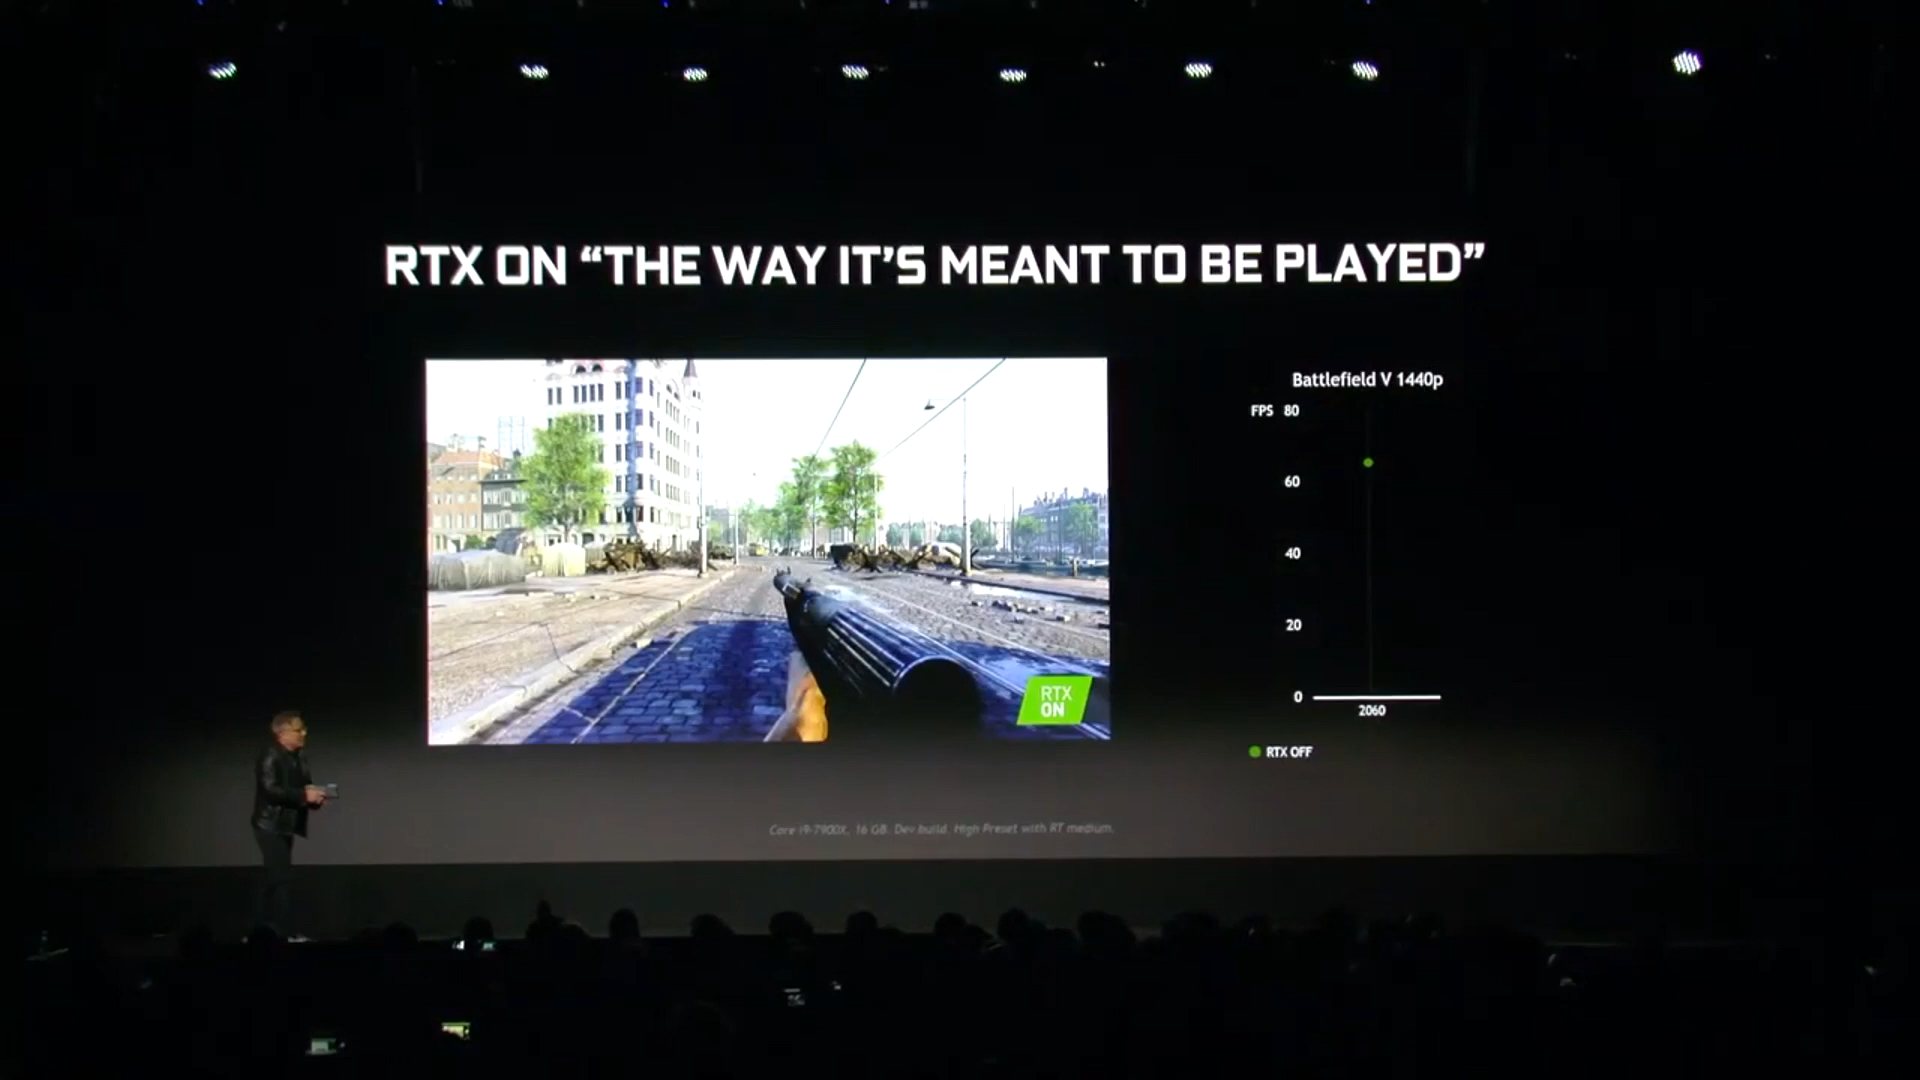 RTX ON “THE WAY IT’S MEANT TO BE PLAYED”
Battlefield V 1440p
FPS 80
60
40
20
0
2060
RTX OFF
RTX
ON
Core i9-7900X, 16 GB. Dev build. High Preset with RT medium.